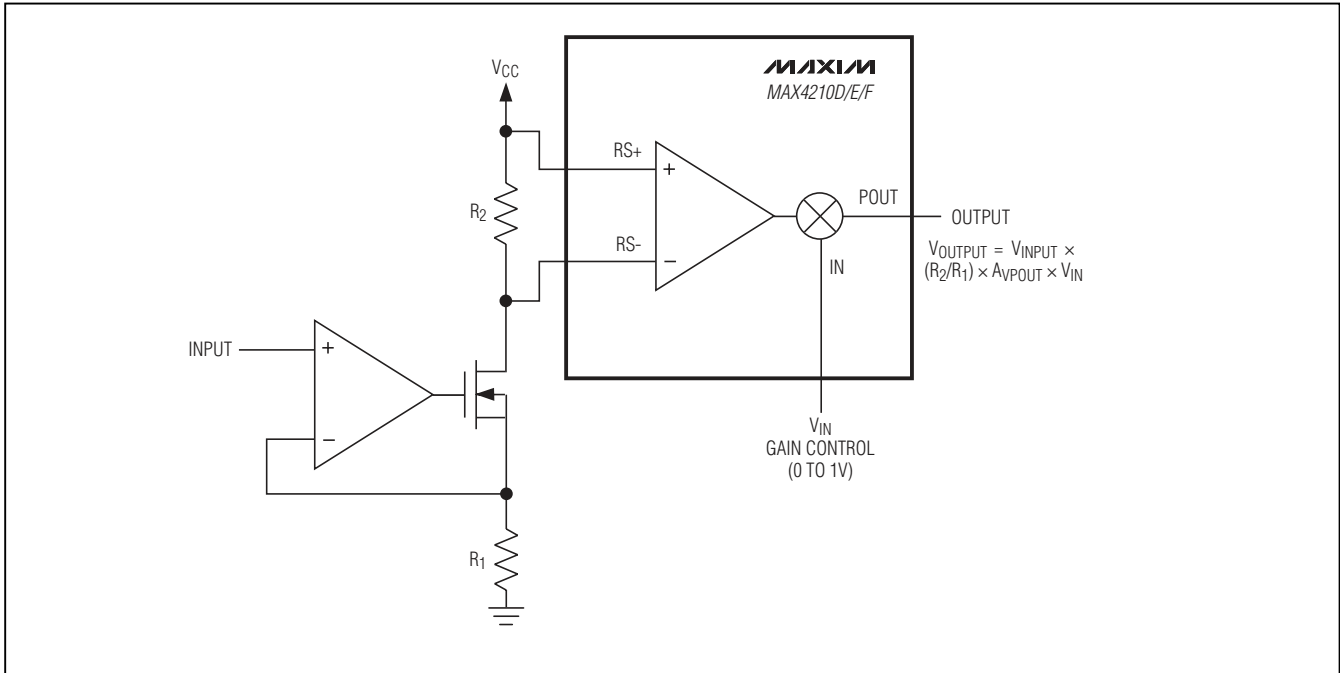 MAXIM
MAX4210D/E/F
VCC
RS+
+
R2
POUT
OUTPUT
RS-
−
IN
VOUTPUT = VINPUT ×
(R2/R1) × AVPOUT × VIN
INPUT
+
−
VIN
GAIN CONTROL
(0 TO 1V)
R1